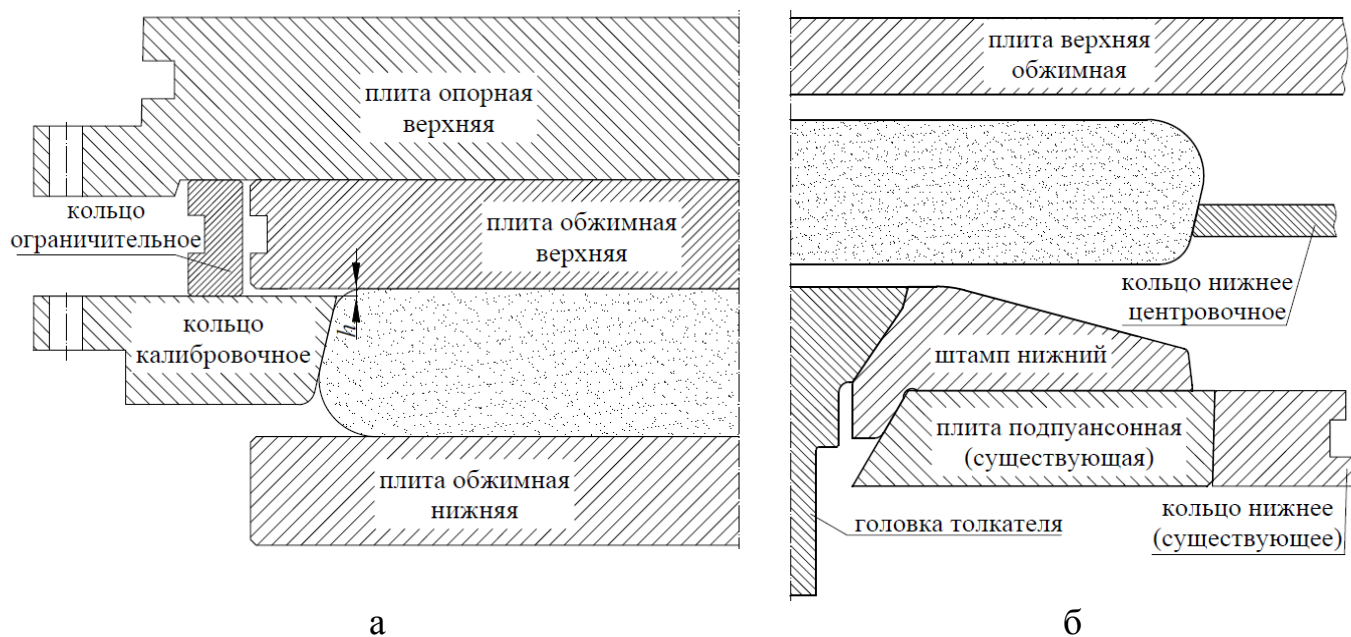 плита опорная
верхняя
кольцо
ограничительное
плита обжимная
верхняя
h
кольцо
калибровочное
плита обжимная
нижняя
а
плита верхняя
обжимная
кольцо нижнее
центровочное
штамп нижний
плита подпуансонная
(существующая)
головка толкателя
кольцо нижнее
(существующее)
б